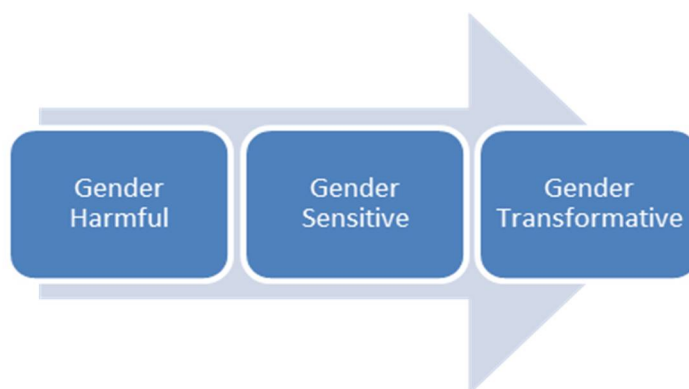 Gender
Harmful
Gender
Sensitive
Gender
Transformative